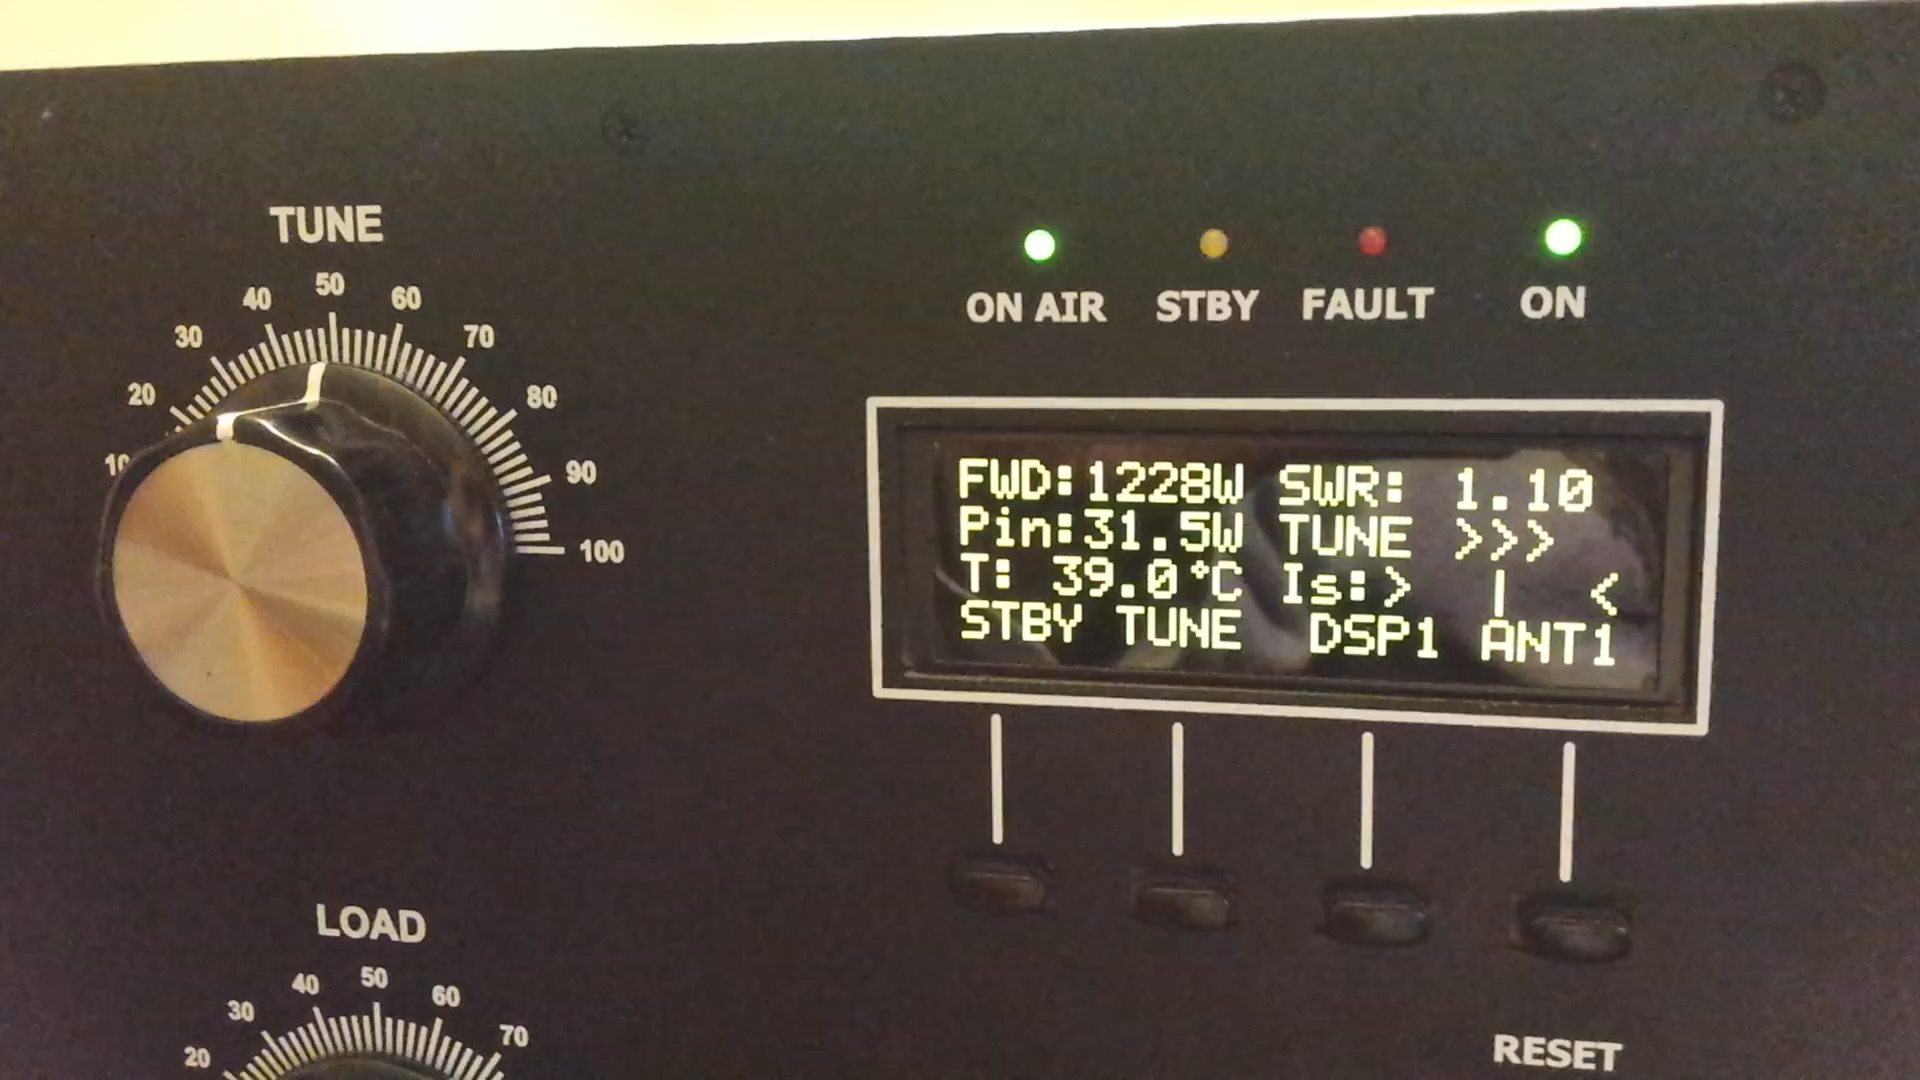 TUNE
10 20 30 40 50 60 70 80 90 100
ON AIR STBY FAULT ON
FWD:1228W SWR: 1.10
Pin:31.5W TUNE >>>
T: 39.0°C Is:> | <
STBY TUNE DSP1 ANT1
LOAD
20 30 40 50 60 70
RESET